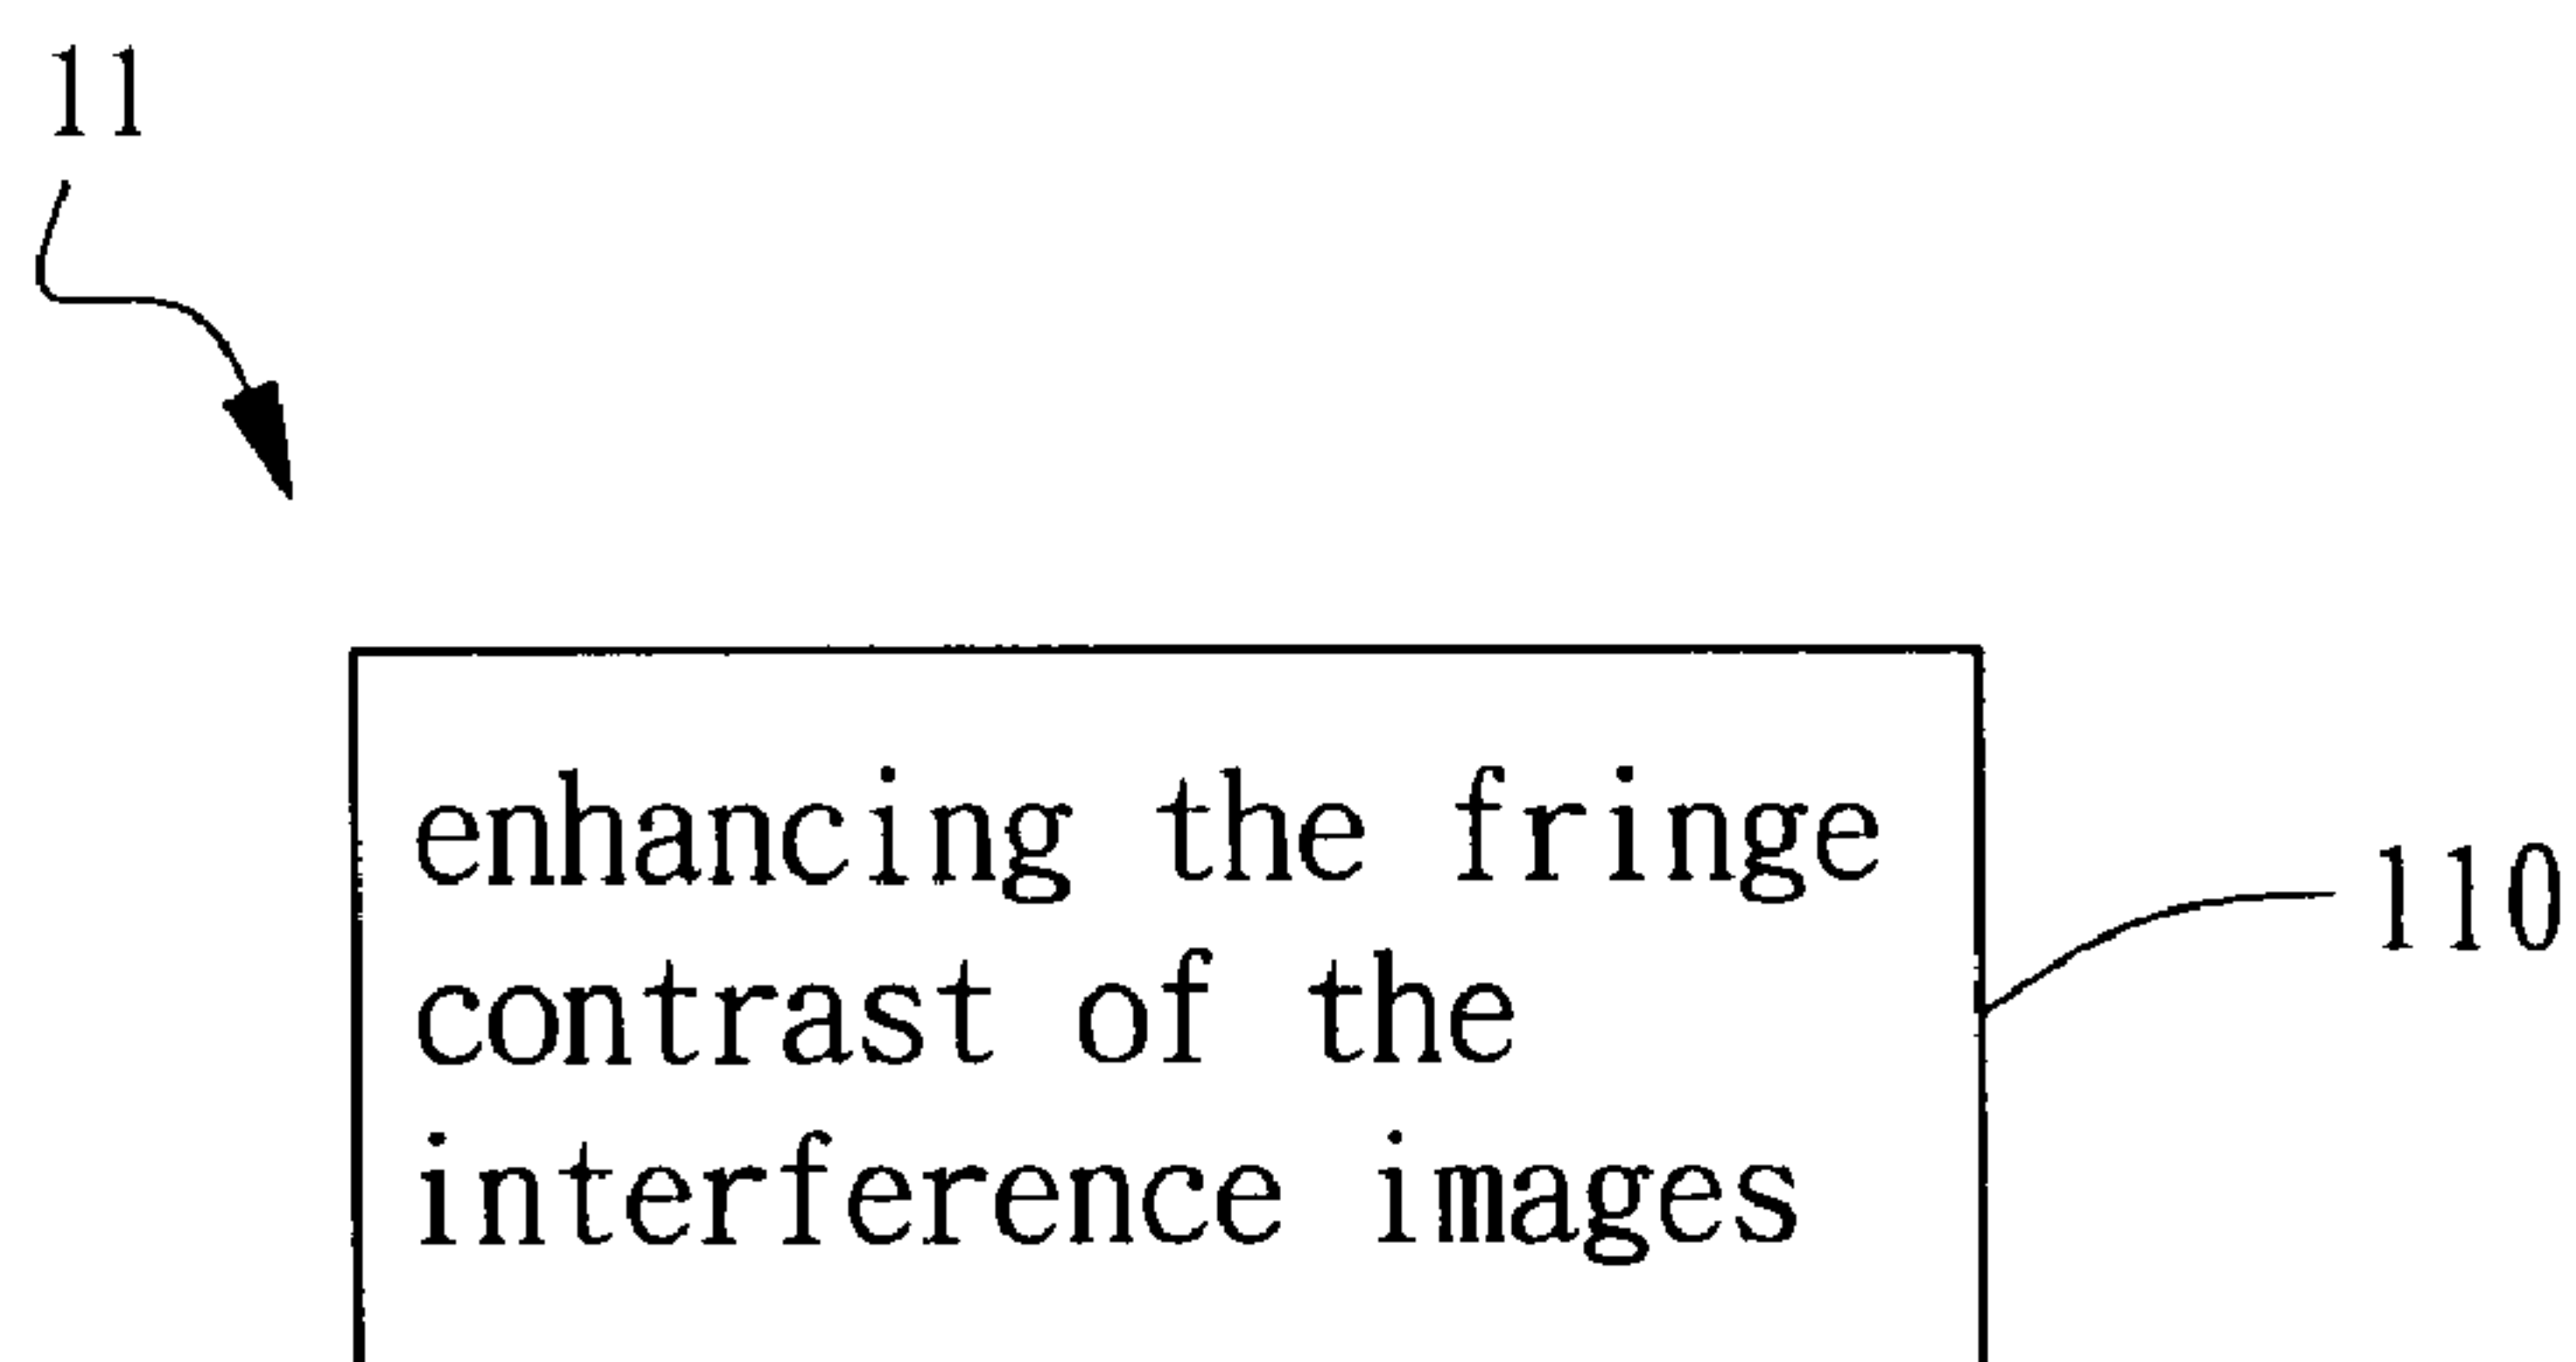 11
enhancing the fringe
contrast of the
interference images
110